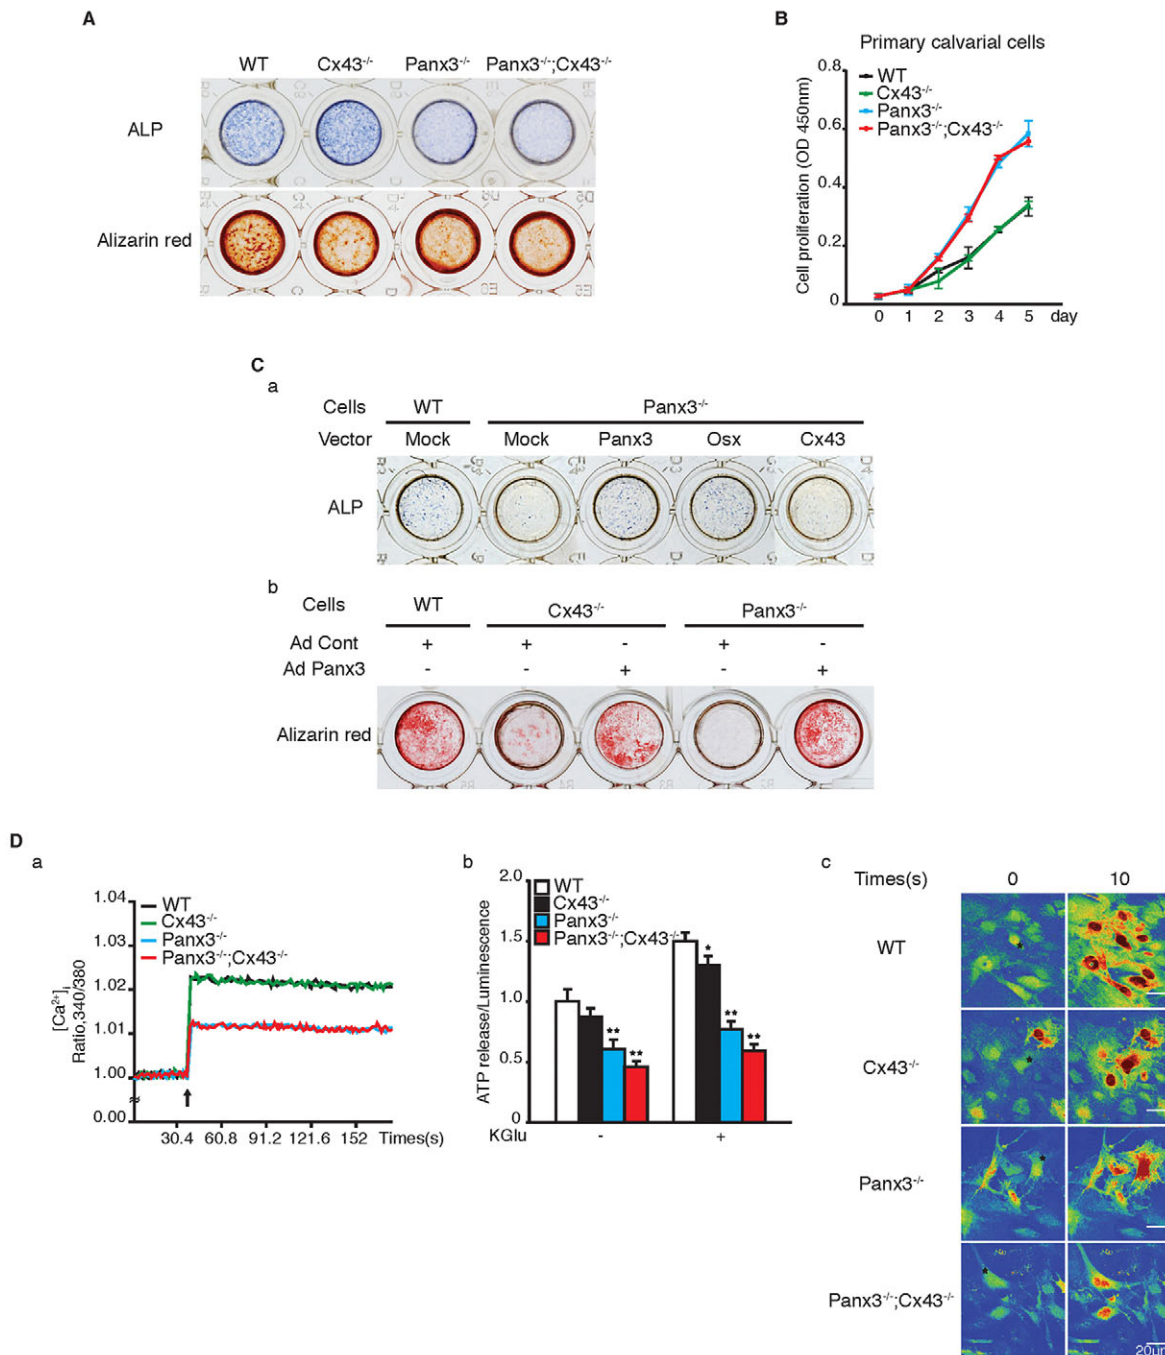 A
WT Cx43-/- Panx3-/- Panx3-/-;Cx43-/-
ALP
Alizarin red
B
Primary calvarial cells
WT
Cx43-/-
Panx3-/-
Panx3-/-;Cx43-/-
Cell proliferation (OD 450nm)
0.8
0.6
0.4
0.2
0
0 1 2 3 4 5 day
C
a
Cells WT Panx3-/-
Vector Mock Mock Panx3 Osx Cx43
ALP
b
Cells WT Cx43-/- Panx3-/-
Ad Cont + + - + -
Ad Panx3 - - + - +
Alizarin red
D
a
[Ca2+]i
Ratio,340/380
1.04
1.03
1.02
1.01
1.00
0.00
WT
Cx43-/-
Panx3-/-
Panx3-/-;Cx43-/-
30.4 60.8 91.2 121.6 152 Times(s)
b
ATP release/Luminescence
2.0
1.5
1.0
0.5
0
WT
Cx43-/-
Panx3-/-
Panx3-/-;Cx43-/-
** **
* ** **
KGlu - +
c
Times(s) 0 10
WT
Cx43-/-
Panx3-/-
Panx3-/-;Cx43-/-